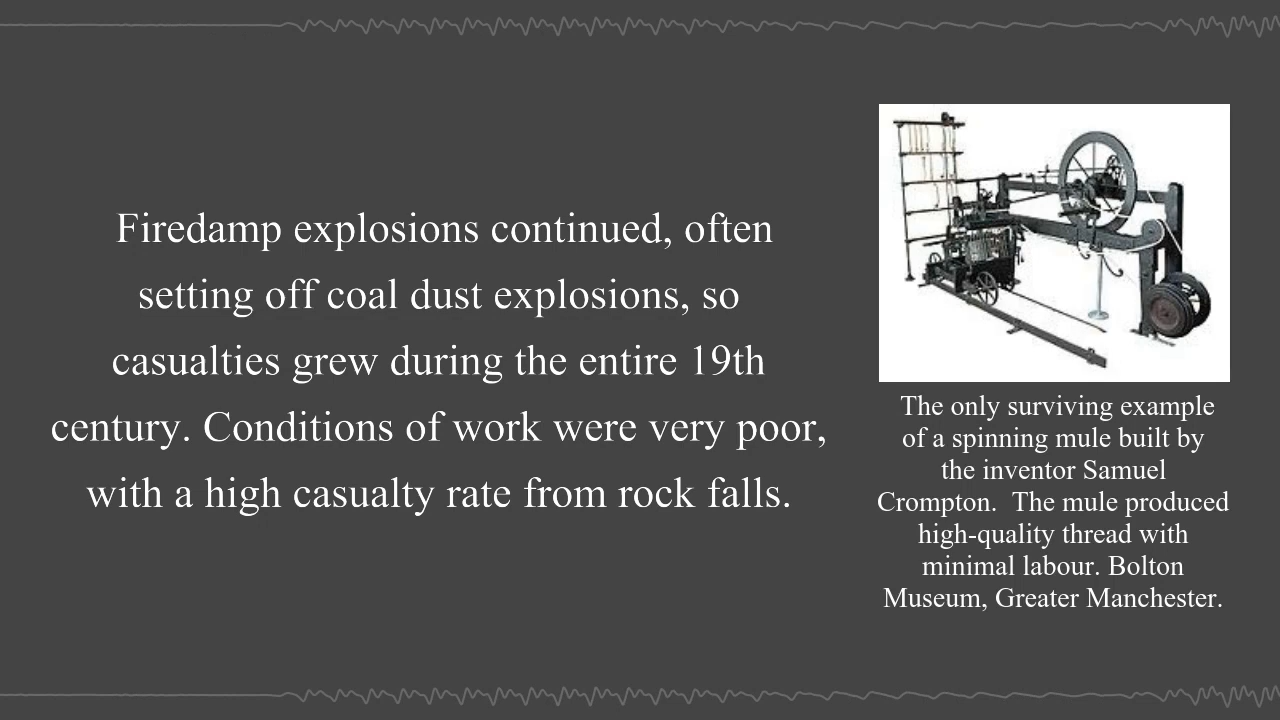 Firedamp explosions continued, often
setting off coal dust explosions, so
casualties grew during the entire 19th
century. Conditions of work were very poor,
with a high casualty rate from rock falls.
The only surviving example
of a spinning mule built by
the inventor Samuel
Crompton.  The mule produced
high-quality thread with
minimal labour. Bolton
Museum, Greater Manchester.